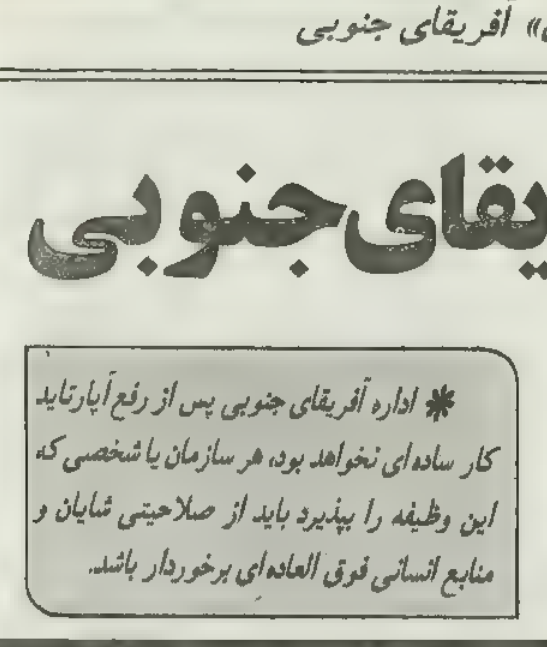 » آفریقای جنوبی
یقای جنوبی
✱ اداره آفریقای جنوبی پس از رفع آپارتاید
کار ساده‌ای نخواهد بود، هر سازمان یا شخصی که
این وظیفه را بپذیرد باید از صلاحیتی شایان و
منابع انسانی فوق العاده‌ای برخوردار باشد.